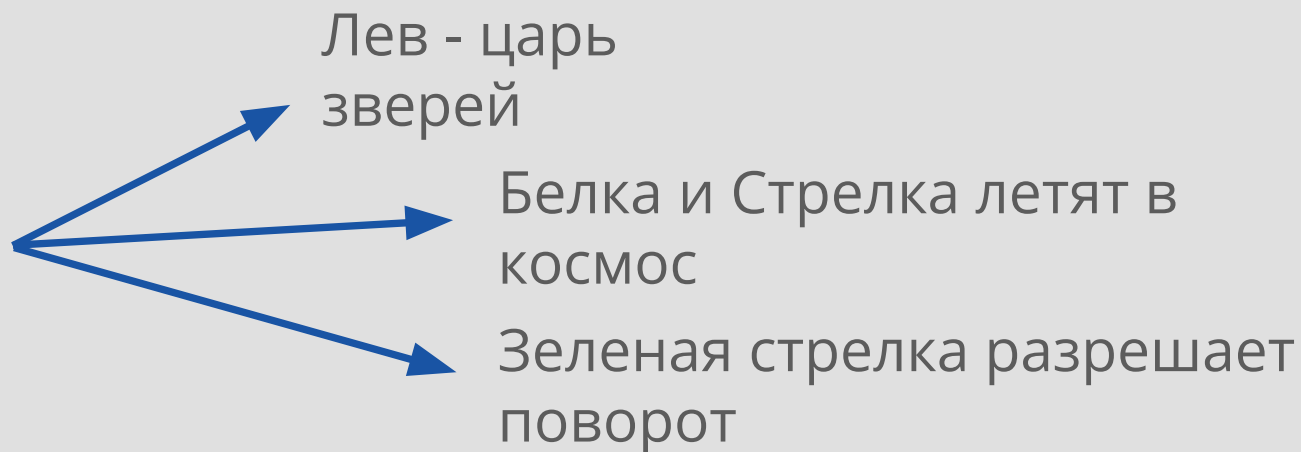 Лев - царь
зверей
Белка и Стрелка летят в
космос
Зеленая стрелка разрешает
поворот